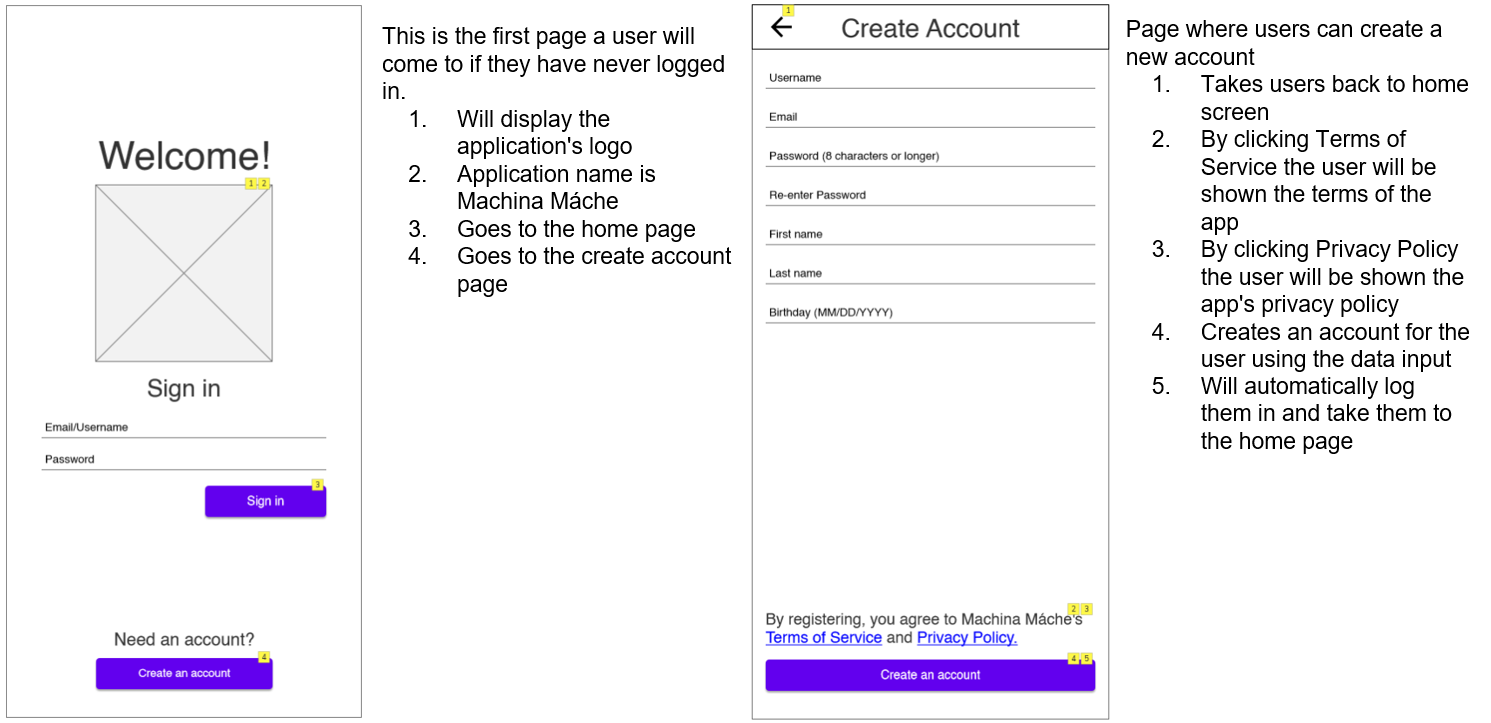 Welcome!
1 2
Sign in
Email/Username
Password
3
Sign in
Need an account?
4
Create an account
This is the first page a user will
come to if they have never logged
in.
1. Will display the
application's logo
2. Application name is
Machina Máche
3. Goes to the home page
4. Goes to the create account
page
1
Create Account
Username
Email
Password (8 characters or longer)
Re-enter Password
First name
Last name
Birthday (MM/DD/YYYY)
2 3
By registering, you agree to Machina Máche's
Terms of Service and Privacy Policy.
4 5
Create an account
Page where users can create a
new account
1. Takes users back to home
screen
2. By clicking Terms of
Service the user will be
shown the terms of the
app
3. By clicking Privacy Policy
the user will be shown the
app's privacy policy
4. Creates an account for the
user using the data input
5. Will automatically log
them in and take them to
the home page